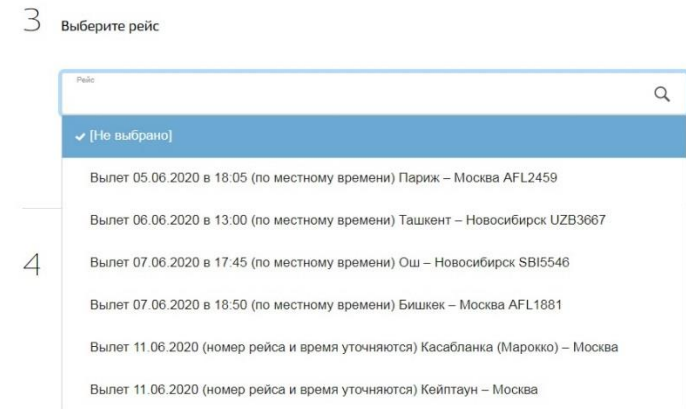 3 Выберите рейс
Рейс
[Не выбрано]
Вылет 05.06.2020 в 18:05 (по местному времени) Париж – Москва AFL2459
Вылет 06.06.2020 в 13:00 (по местному времени) Ташкент – Новосибирск UZB3667
4
Вылет 07.06.2020 в 17:45 (по местному времени) Ош – Новосибирск SBI5546
Вылет 07.06.2020 в 18:50 (по местному времени) Бишкек – Москва AFL1881
Вылет 11.06.2020 (номер рейса и время уточняются) Касабланка (Марокко) – Москва
Вылет 11.06.2020 (номер рейса и время уточняются) Кейптаун – Москва